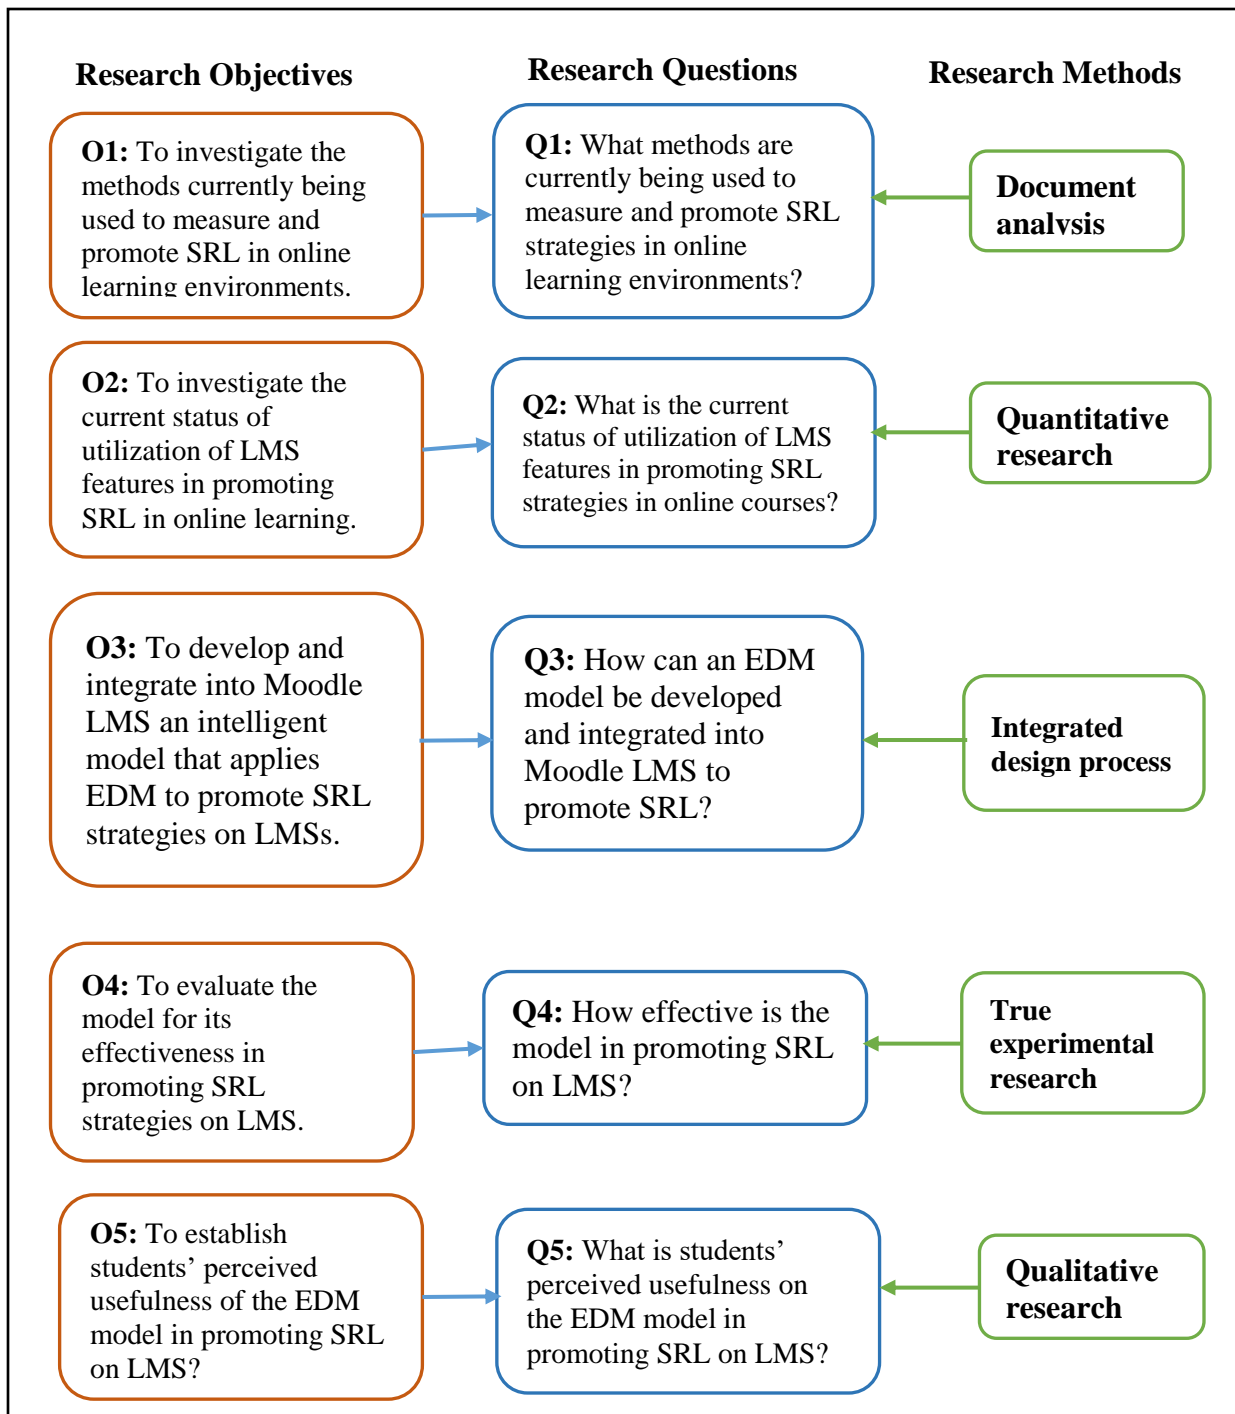 Research Objectives
Research Questions
Research Methods
O1: To investigate the
methods currently being
used to measure and
promote SRL in online
learning environments.
Q1: What methods are
currently being used to
measure and promote SRL
strategies in online
learning environments?
Document
analysis
O2: To investigate the
current status of
utilization of LMS
features in promoting
SRL in online learning.
Q2: What is the current
status of utilization of LMS
features in promoting SRL
strategies in online courses?
Quantitative
research
O3: To develop and
integrate into Moodle
LMS an intelligent
model that applies
EDM to promote SRL
strategies on LMSs.
Q3: How can an EDM
model be developed
and integrated into
Moodle LMS to
promote SRL?
Integrated
design process
O4: To evaluate the
model for its
effectiveness in
promoting SRL
strategies on LMS.
Q4: How effective is the
model in promoting SRL
on LMS?
True
experimental
research
O5: To establish
students’ perceived
usefulness of the EDM
model in promoting SRL
on LMS?
Q5: What is students’
perceived usefulness on
the EDM model in
promoting SRL on LMS?
Qualitative
research